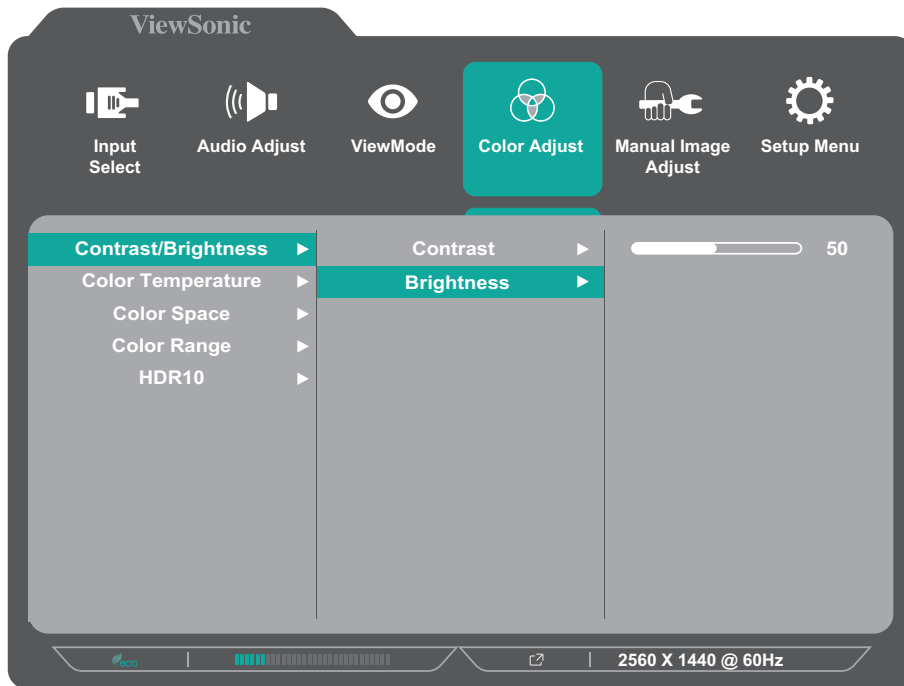 ViewSonic
Input
Select
Audio Adjust
ViewMode
Color Adjust
Manual Image
Adjust
Setup Menu
Contrast/Brightness
Color Temperature
Color Space
Color Range
HDR10
Contrast
Brightness
50
eco
2560 X 1440 @ 60Hz